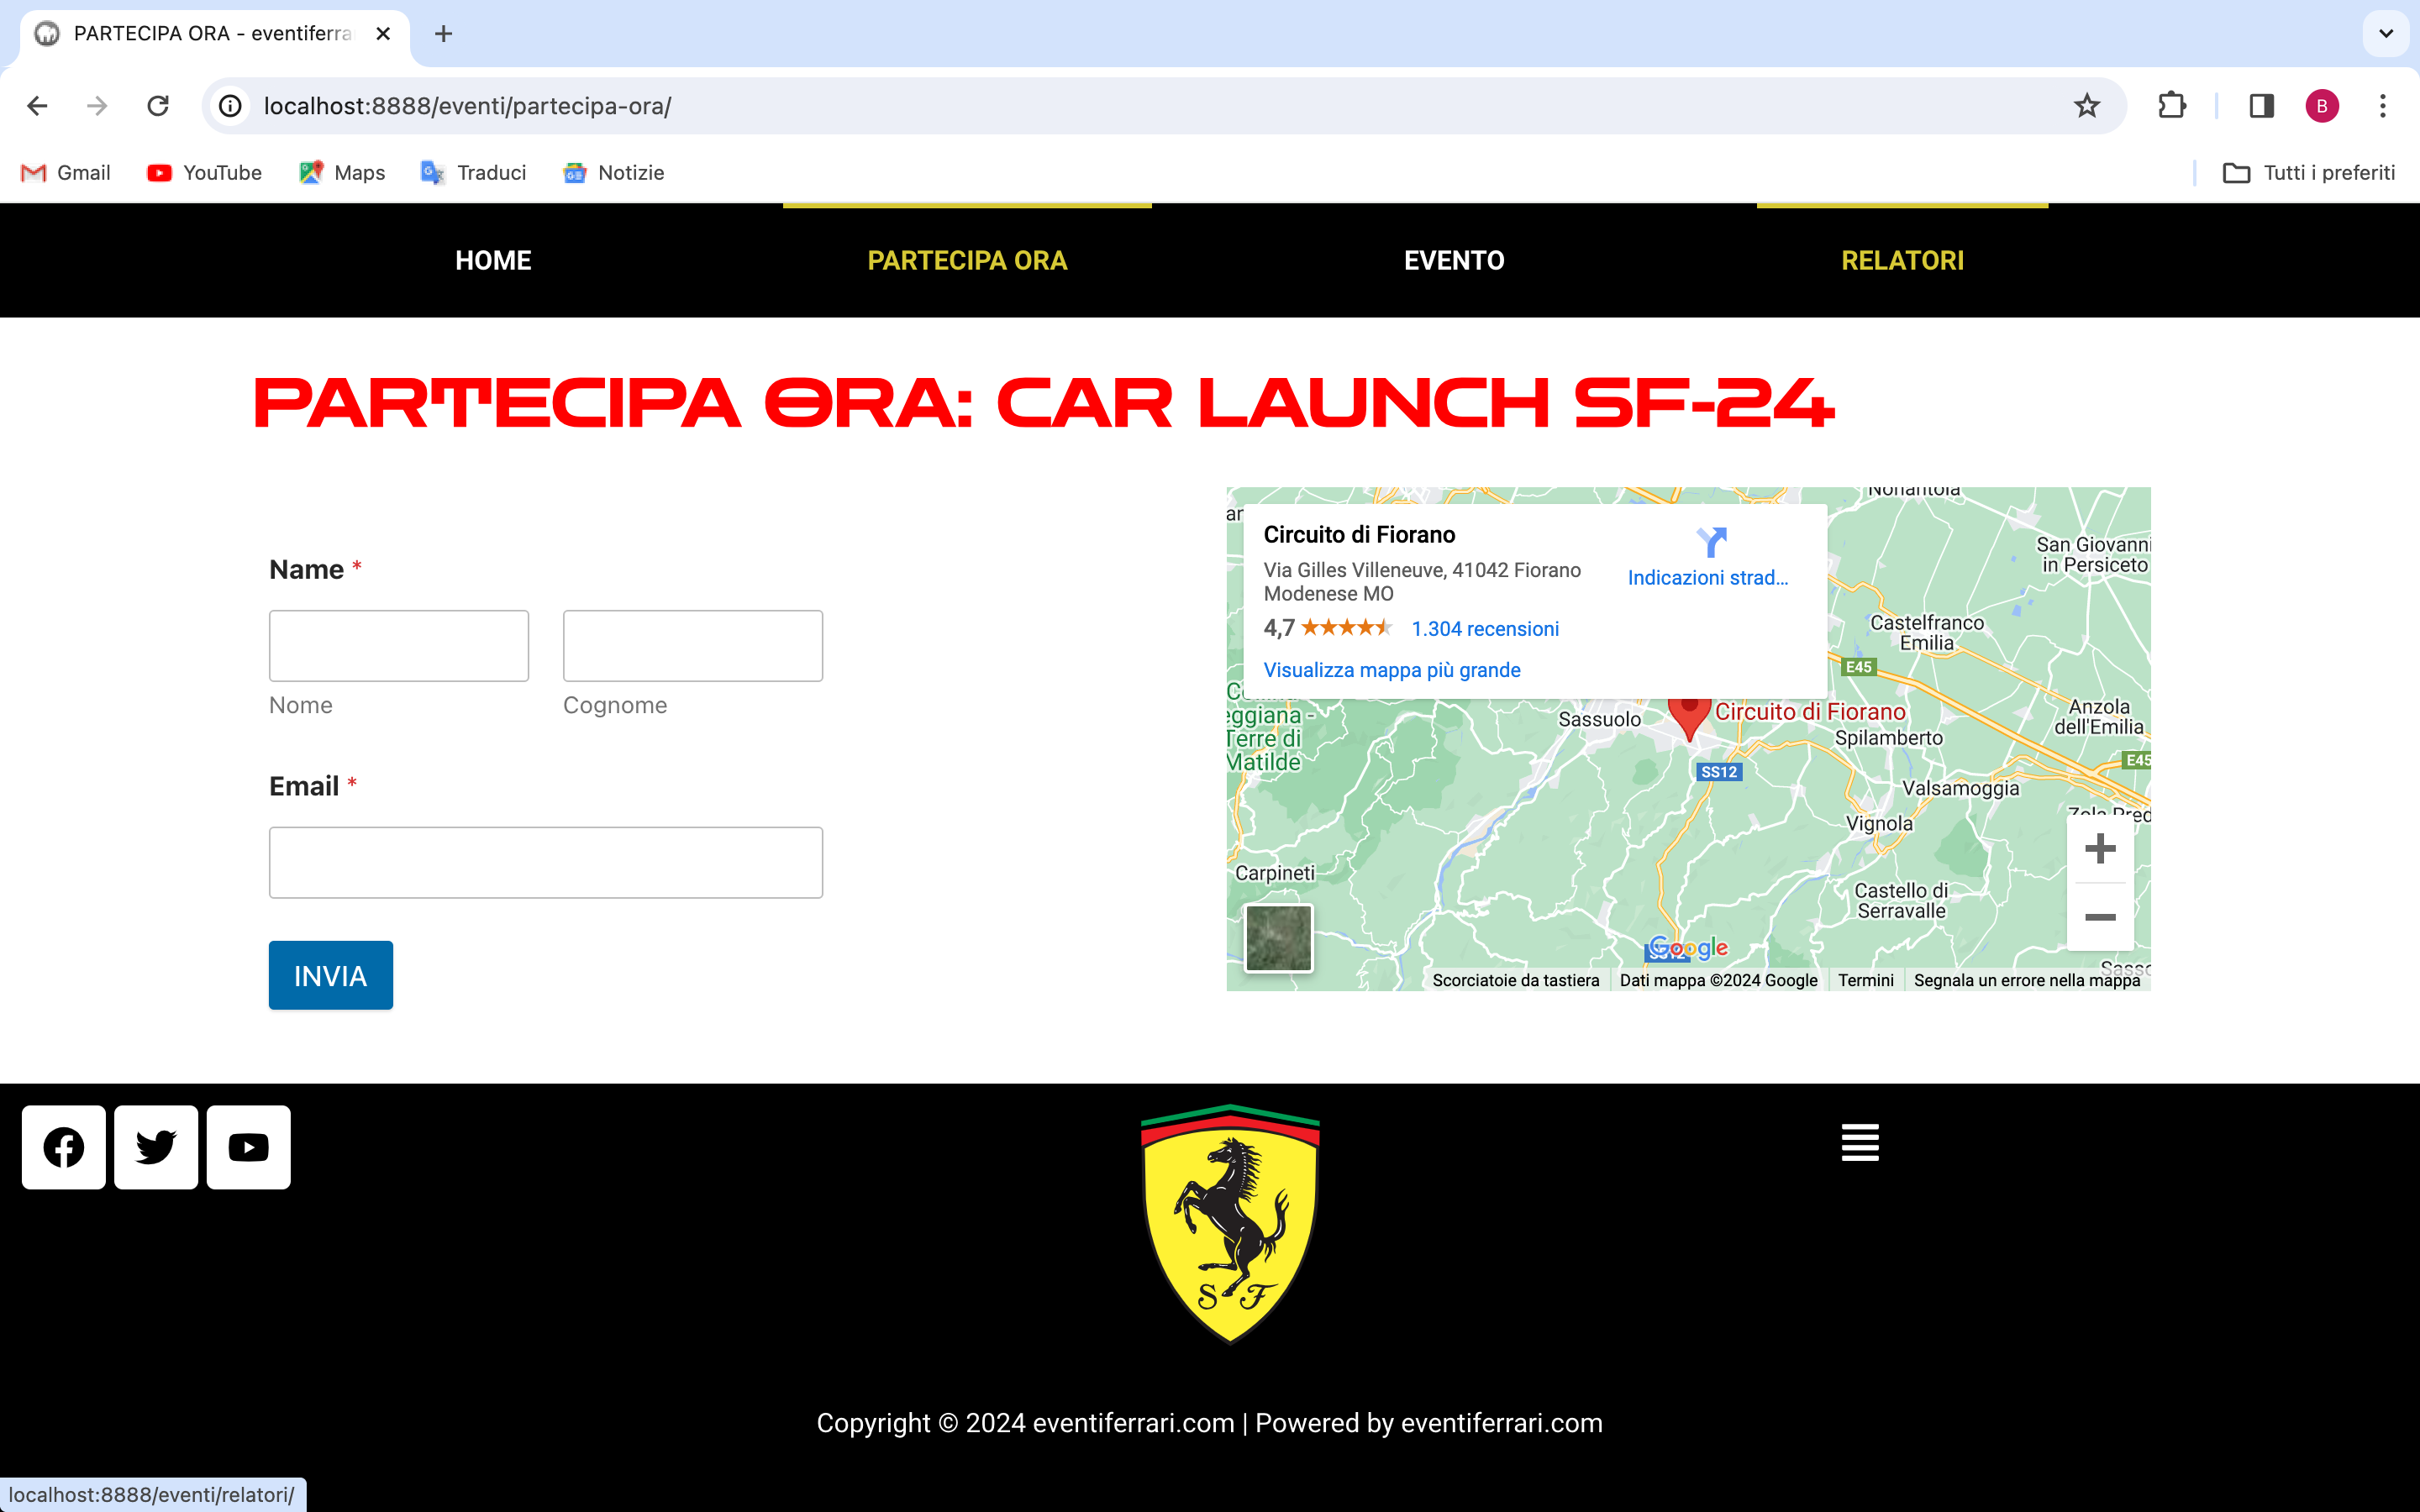 PARTECIPA ORA - eventiferra
localhost:8888/eventi/partecipa-ora/
B
Gmail
YouTube
Maps
Traduci
Notizie
Tutti i preferiti
HOME
PARTECIPA ORA
EVENTO
RELATORI
PARTECIPA ORA: CAR LAUNCH SF-24
Name *
Nome
Cognome
Email *
INVIA
Circuito di Fiorano
Via Gilles Villeneuve, 41042 Fiorano
Modenese MO
4,7
1.304 recensioni
Visualizza mappa più grande
Indicazioni strad...
Nonantola
San Giovanni
in Persiceto
Castelfranco
Emilia
E45
Anzola
dell'Emilia
Sassuolo
Circuito di Fiorano
Spilamberto
E45
eggiana -
Terre di
Matilde
SS12
Valsamoggia
Vignola
Carpineti
Castello di
Serravalle
Google
Scorciatoie da tastiera
Dati mappa ©2024 Google
Termini
Segnala un errore nella mappa
S F
Copyright © 2024 eventiferrari.com | Powered by eventiferrari.com
localhost:8888/eventi/relatori/